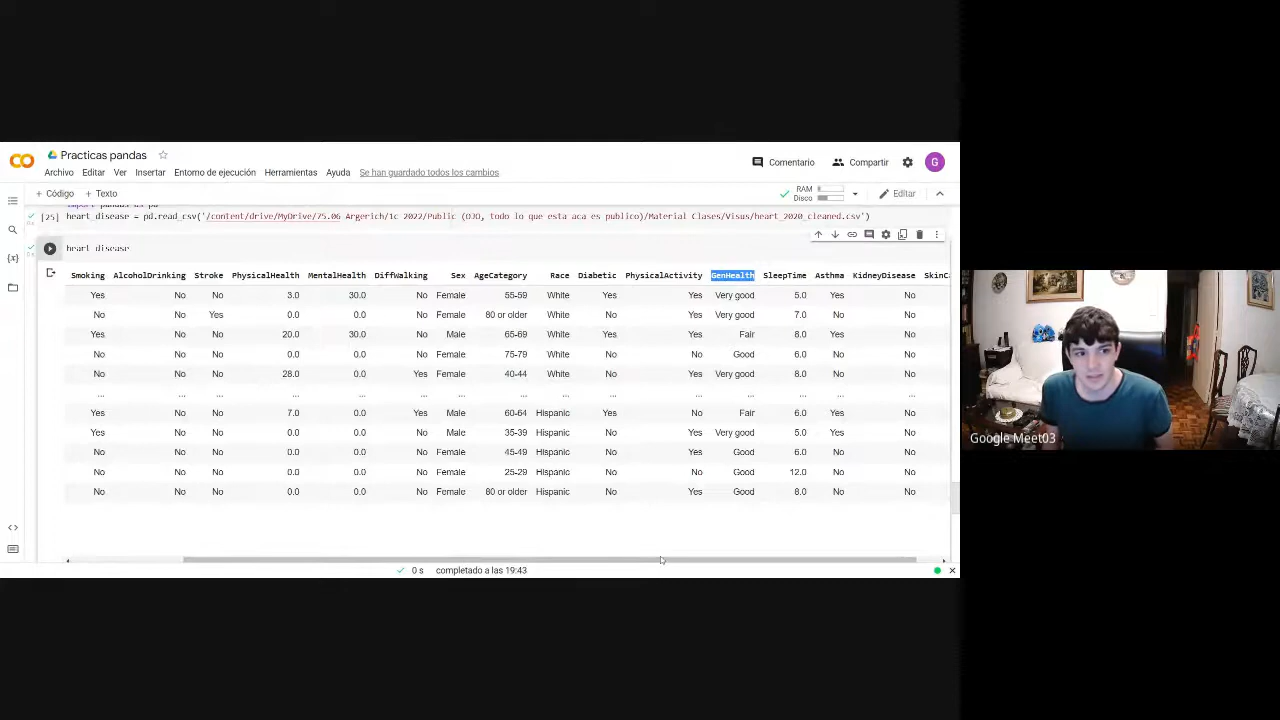 Practicas pandas
Archivo Editar Ver Insertar Entorno de ejecución Herramientas Ayuda Se han guardado todos los cambios
Comentario Compartir G
+ Código + Texto
RAM
Disco
Editar
import pandas as pd
[25] heart_disease = pd.read_csv('/content/drive/MyDrive/75.06 Argerich/1c 2022/Public (OJO, todo lo que esta aca es publico)/Material Clases/Visus/heart_2020_cleaned.csv')
0 s
heart_disease
0 s
Smoking AlcoholDrinking Stroke PhysicalHealth MentalHealth DiffWalking Sex AgeCategory Race Diabetic PhysicalActivity GenHealth SleepTime Asthma KidneyDisease SkinCa
Yes No No 3.0 30.0 No Female 55-59 White Yes Yes Very good 5.0 Yes No
No No Yes 0.0 0.0 No Female 80 or older White No Yes Very good 7.0 No No
Yes No No 20.0 30.0 No Male 65-69 White Yes Yes Fair 8.0 Yes No
No No No 0.0 0.0 No Female 75-79 White No No Good 6.0 No No
No No No 28.0 0.0 Yes Female 40-44 White No Yes Very good 8.0 No No
... ... ... ... ... ... ... ... ... ... ... ... ... ... ...
Yes No No 7.0 0.0 Yes Male 60-64 Hispanic Yes No Fair 6.0 Yes No
Yes No No 0.0 0.0 No Male 35-39 Hispanic No Yes Very good 5.0 Yes No
No No No 0.0 0.0 No Female 45-49 Hispanic No Yes Good 6.0 No No
No No No 0.0 0.0 No Female 25-29 Hispanic No No Good 12.0 No No
No No No 0.0 0.0 No Female 80 or older Hispanic No Yes Good 8.0 No No
0 s completado a las 19:43
Google Meet03